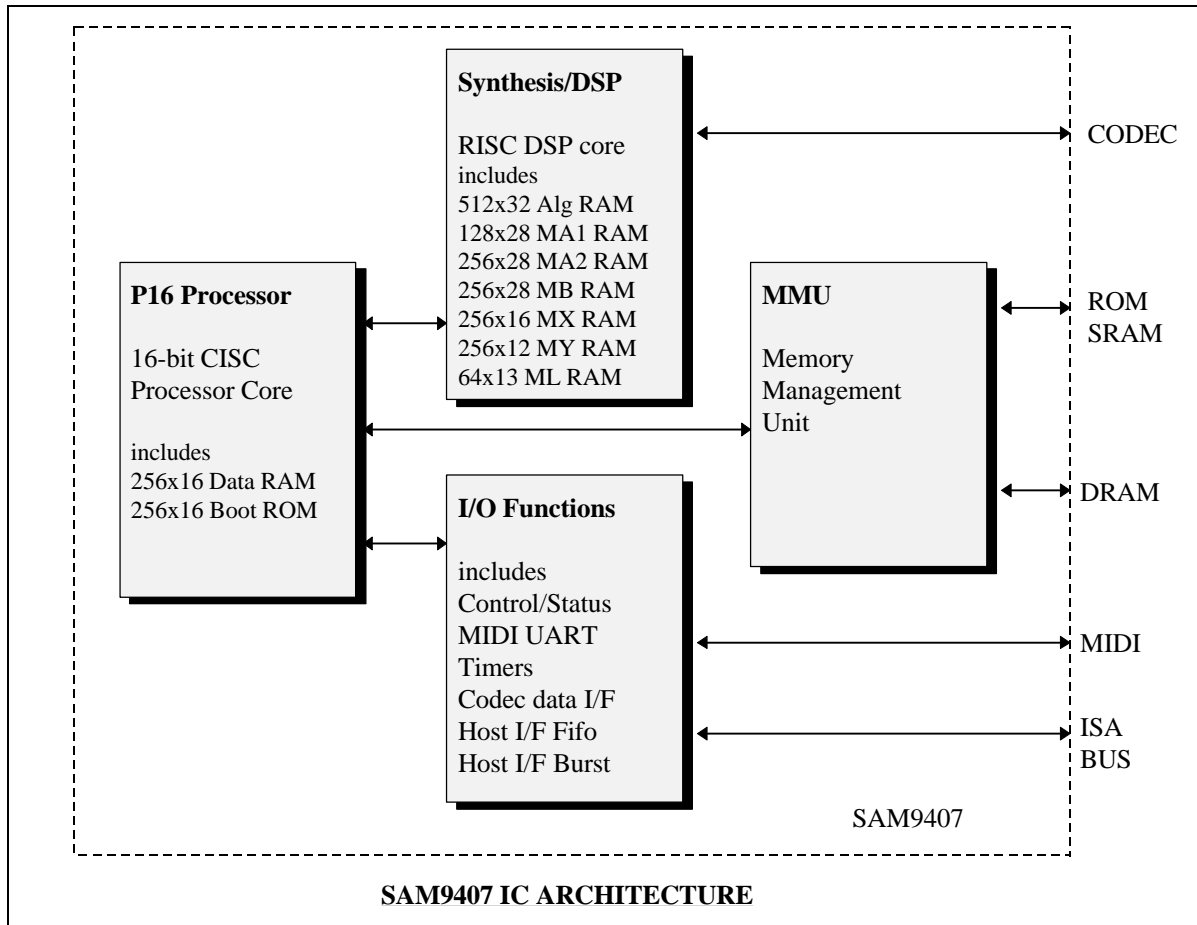 Synthesis/DSP
RISC DSP core
includes
512x32 Alg RAM
128x28 MA1 RAM
256x28 MA2 RAM
256x28 MB RAM
256x16 MX RAM
256x12 MY RAM
64x13 ML RAM
CODEC
P16 Processor
16-bit CISC
Processor Core
includes
256x16 Data RAM
256x16 Boot ROM
MMU
Memory
Management
Unit
ROM
SRAM
DRAM
I/O Functions
includes
Control/Status
MIDI UART
Timers
Codec data I/F
Host I/F Fifo
Host I/F Burst
MIDI
ISA
BUS
SAM9407
SAM9407 IC ARCHITECTURE